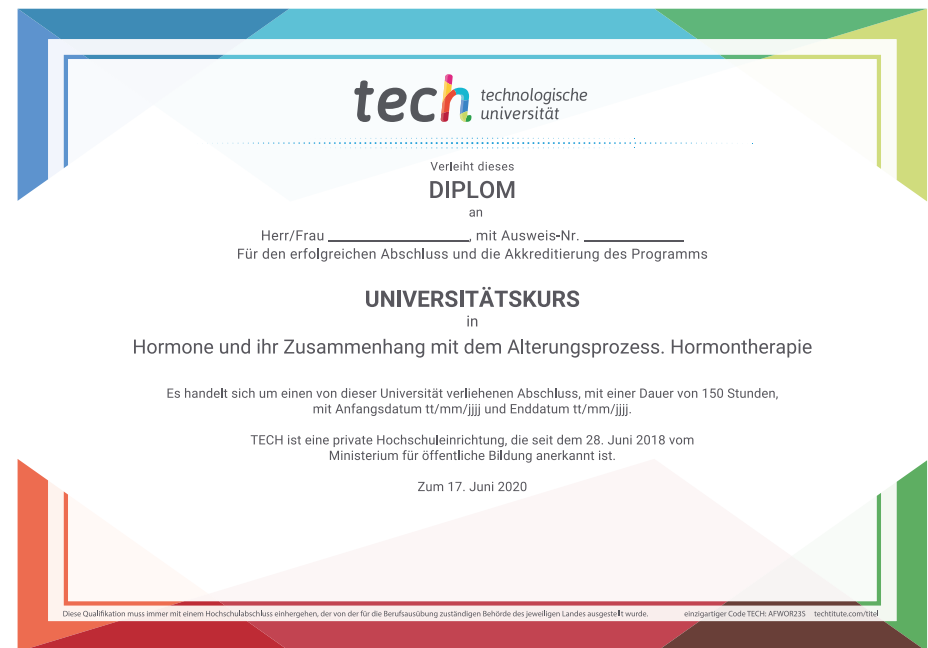 tech technologische
universität
Verleiht dieses
DIPLOM
an
Herr/Frau ____________________, mit Ausweis-Nr. ______________
Für den erfolgreichen Abschluss und die Akkreditierung des Programms
UNIVERSITÄTSKURS
in
Hormone und ihr Zusammenhang mit dem Alterungsprozess. Hormontherapie
Es handelt sich um einen von dieser Universität verliehenen Abschluss, mit einer Dauer von 150 Stunden,
mit Anfangsdatum tt/mm/jjjj und Enddatum tt/mm/jjjj.
TECH ist eine private Hochschuleinrichtung, die seit dem 28. Juni 2018 vom
Ministerium für öffentliche Bildung anerkannt ist.
Zum 17. Juni 2020
Diese Qualifikation muss immer mit einem Hochschulabschluss einhergehen, der von der für die Berufsausübung zuständigen Behörde des jeweiligen Landes ausgestellt wurde. einzigartiger Code TECH: AFWOR23S techtitute.com/titel